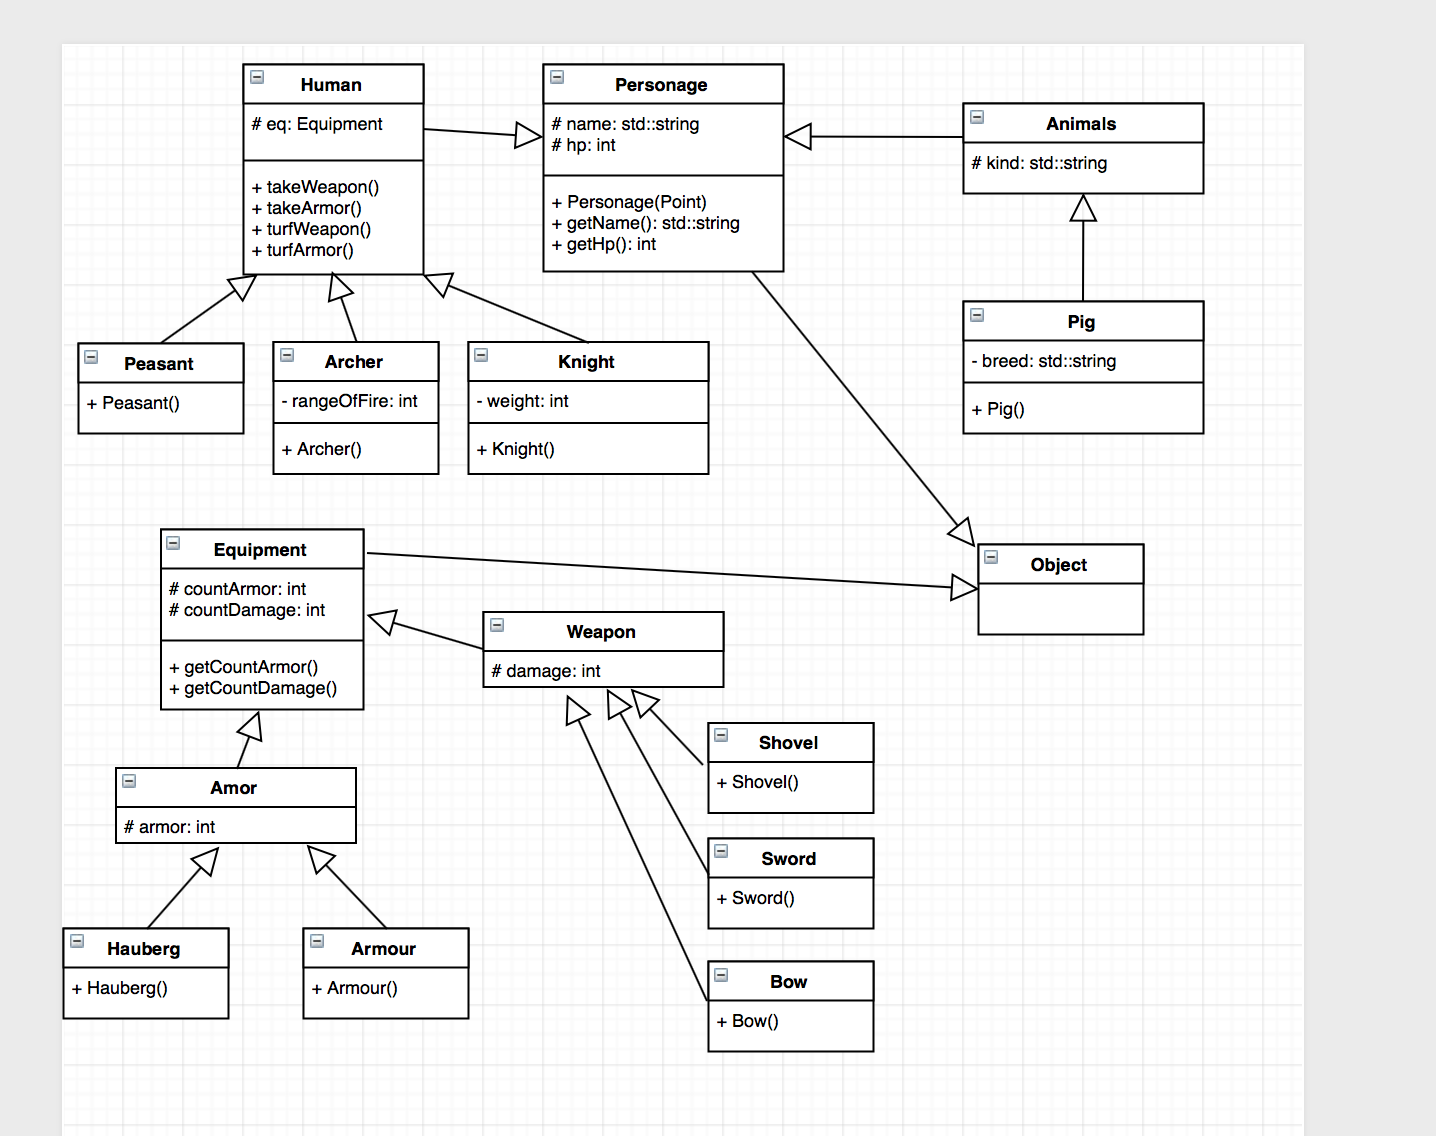 Human
# eq: Equipment
+ takeWeapon()
+ takeArmor()
+ turfWeapon()
+ turfArmor()
Personage
# name: std::string
# hp: int
+ Personage(Point)
+ getName(): std::string
+ getHp(): int
Animals
# kind: std::string
Peasant
+ Peasant()
Archer
- rangeOfFire: int
+ Archer()
Knight
- weight: int
+ Knight()
Pig
- breed: std::string
+ Pig()
Equipment
# countArmor: int
# countDamage: int
+ getCountArmor()
+ getCountDamage()
Weapon
# damage: int
Object
Amor
# armor: int
Shovel
+ Shovel()
Sword
+ Sword()
Hauberg
+ Hauberg()
Armour
+ Armour()
Bow
+ Bow()